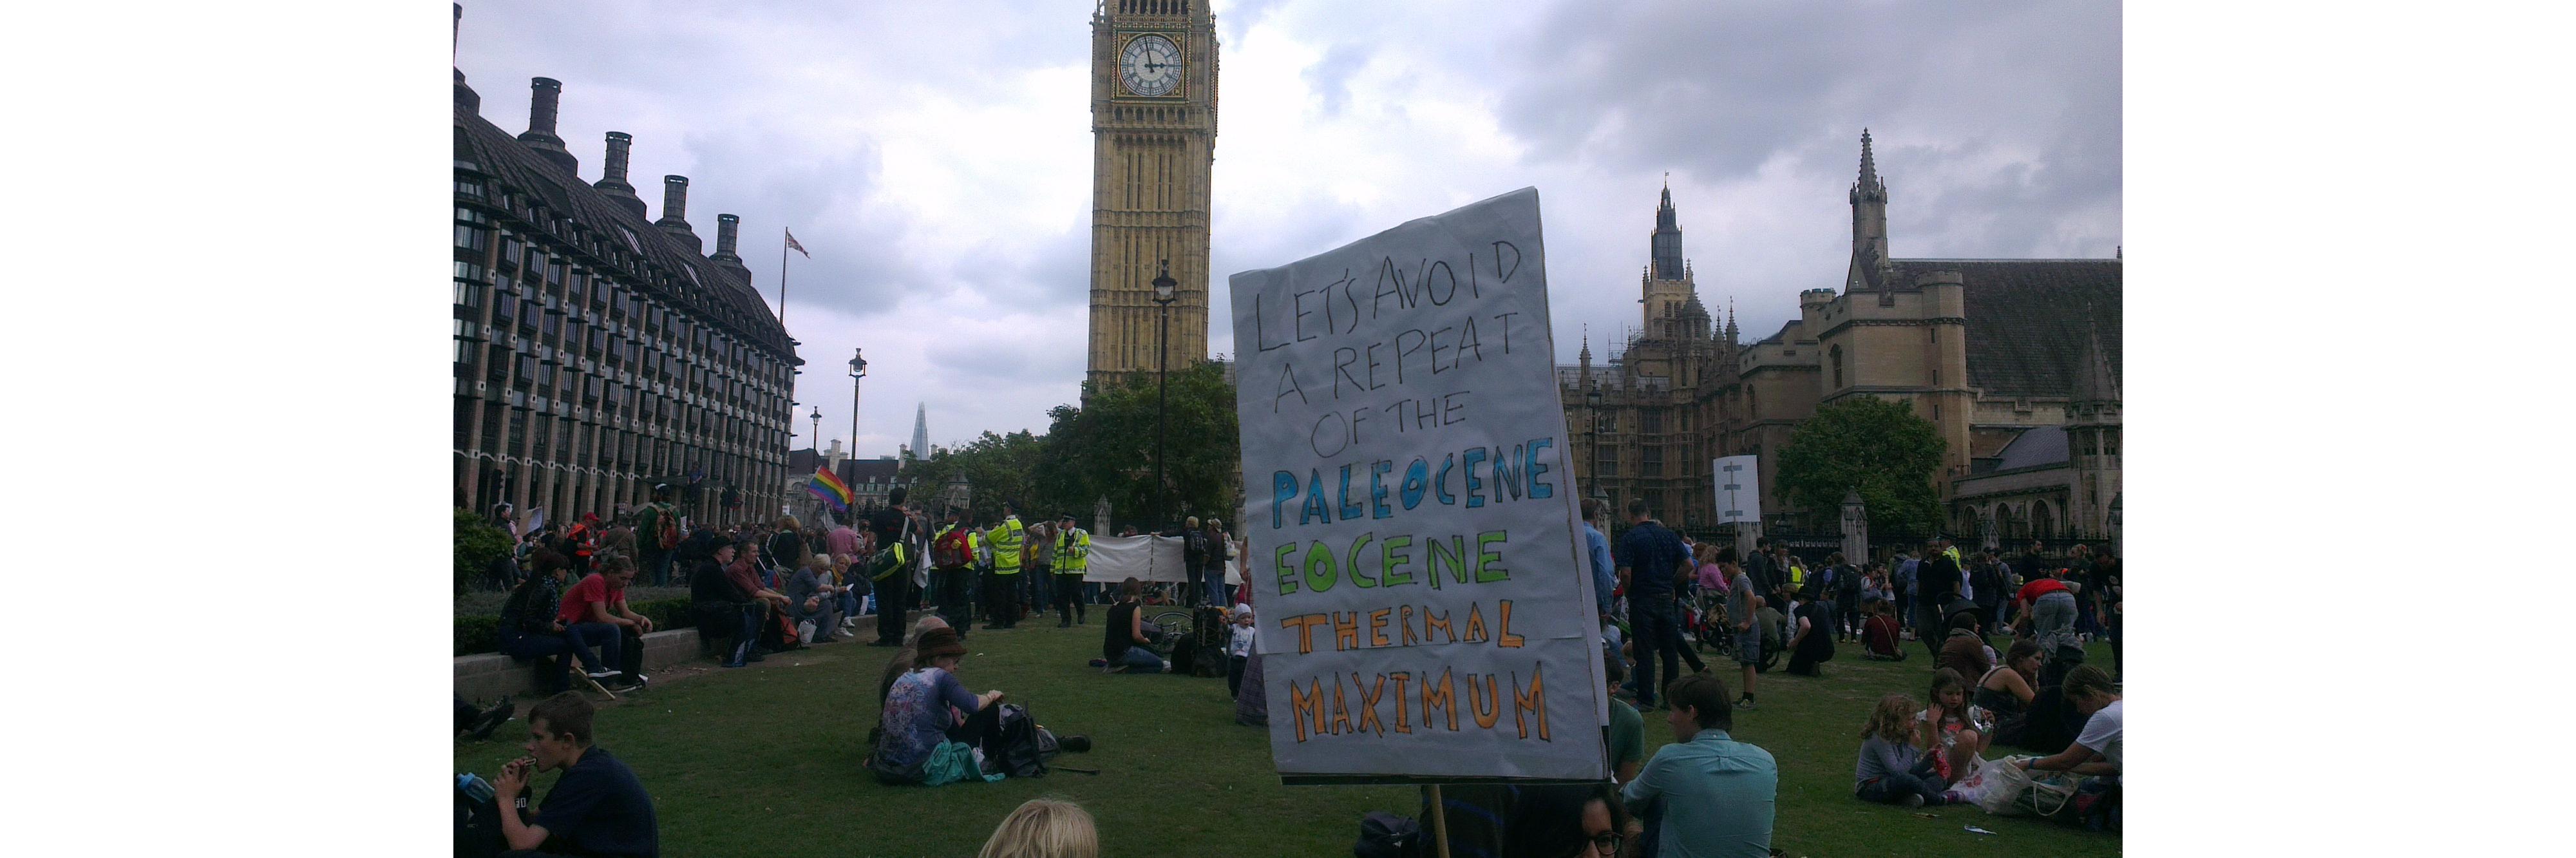 LET'S AVOID
A REPEAT
OF THE
PALEOCENE
EOCENE
THERMAL
MAXIMUM